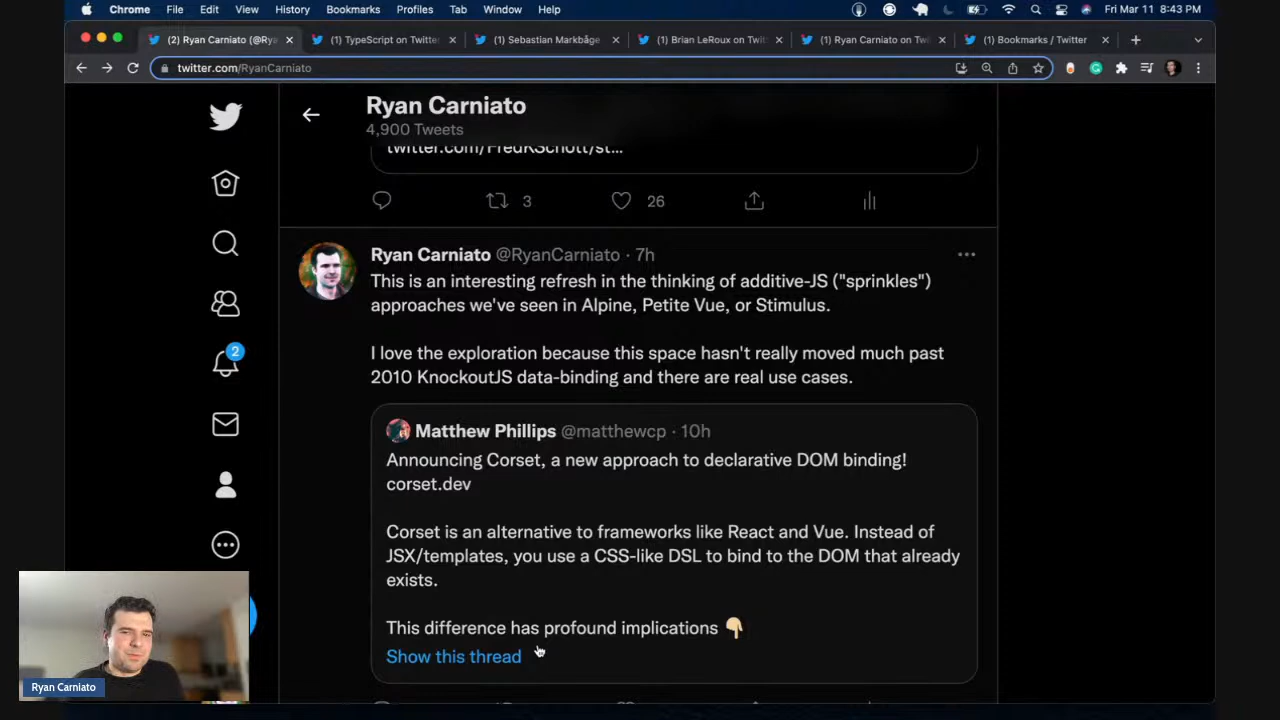 Chrome File Edit View History Bookmarks Profiles Tab Window Help Fri Mar 11 8:43 PM
(2) Ryan Carniato (@Rya (1) TypeScript on Twitte (1) Sebastian Markbåge (1) Brian LeRoux on Twi (1) Ryan Carniato on Tw (1) Bookmarks / Twitter
twitter.com/RyanCarniato
Ryan Carniato
4,900 Tweets
twitter.com/FredKSchott/st...
3 26
Ryan Carniato @RyanCarniato · 7h
This is an interesting refresh in the thinking of additive-JS ("sprinkles")
approaches we've seen in Alpine, Petite Vue, or Stimulus.
I love the exploration because this space hasn't really moved much past
2010 KnockoutJS data-binding and there are real use cases.
2
Matthew Phillips @matthewcp · 10h
Announcing Corset, a new approach to declarative DOM binding!
corset.dev
Corset is an alternative to frameworks like React and Vue. Instead of
JSX/templates, you use a CSS-like DSL to bind to the DOM that already
exists.
This difference has profound implications
Show this thread
Ryan Carniato